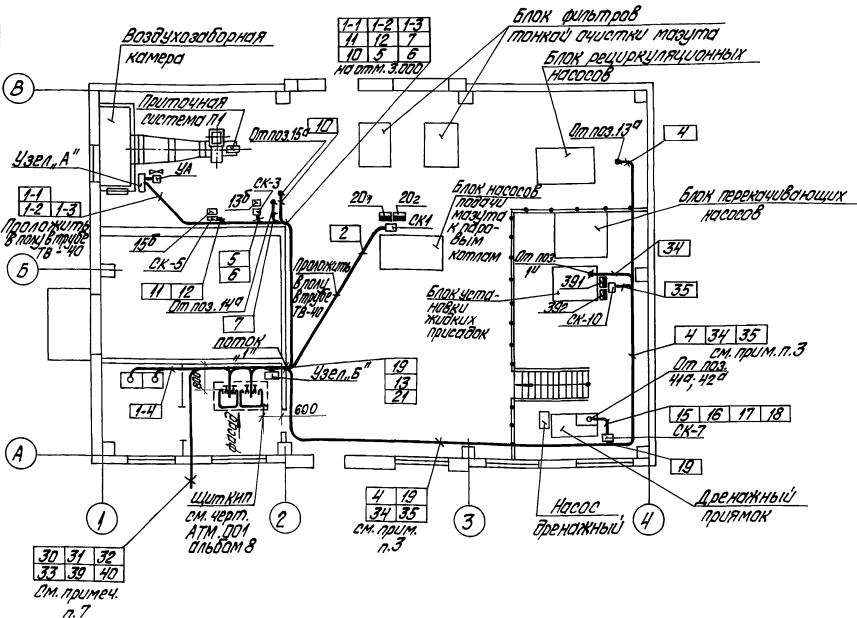 Воздухозаборная
камера
1-1 1-2 1-3
11 12 7
10 5 6
на отм. 3.000
Блок фильтров
тонкой очистки мазута
Блок рециркуляционных
насосов
В
Приточная
система П1
От поз. 15а
10
От поз. 13а
4
Узел „А"
УА
СК-3
13б
20₁ 20₂
СК1
Блок насосов
подачи
мазута
к паро-
вым
котлам
Блок перекачивающих
насосов
1-1
1-2 1-3
Проложить
в полу в трубе
ТВ-40
15б
СК-5
5
6
2
Б
11 12
От поз. 14а
7
Проложить
в полу
в трубе
ТВ-40
От поз.
34
39₁
35
Блок уста-
новки
жидких
присадок
39₂
СК-10
поток
„1"
4 34 35
см. прим. п.3
800
Узел „Б"
19
13
21
От поз.
41а; 42а
1-4
600
15 16 17 18
СК-7
фасад
А
19
1
Щит КИП
см. черт.
АТМ.001
альбом 8
2
4 19
34 35
см. прим.
п.3
3
Насос
дренажный
4
Дренажный
приямок
30 31 32
33 39 40
См. примеч.
п.7